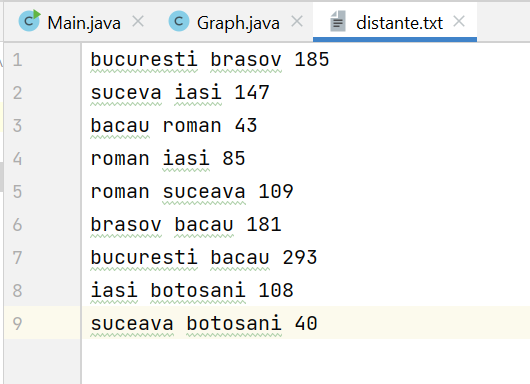 Main.java Graph.java distante.txt
1 bucuresti brasov 185
2 suceva iasi 147
3 bacau roman 43
4 roman iasi 85
5 roman suceava 109
6 brasov bacau 181
7 bucuresti bacau 293
8 iasi botosani 108
9 suceava botosani 40